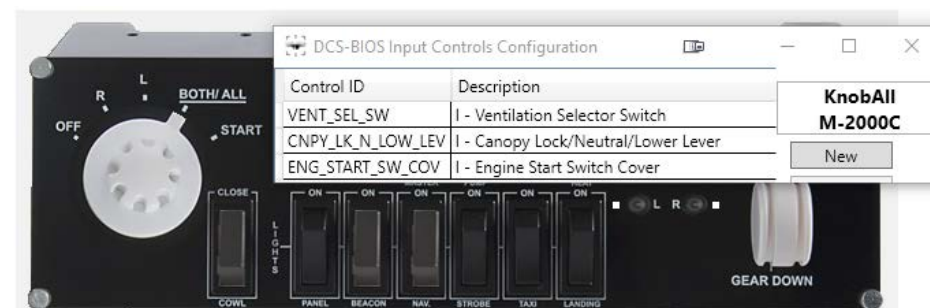 DCS-BIOS Input Controls Configuration
Control ID Description
VENT_SEL_SW I - Ventilation Selector Switch
CNPY_LK_N_LOW_LEV I - Canopy Lock/Neutral/Lower Lever
ENG_START_SW_COV I - Engine Start Switch Cover
KnobAll
M-2000C
New
OFF
R
L
BOTH/ALL
START
CLOSE
ON ON ON ON ON ON
LIGHTS
L R
COWL PANEL BEACON NAV. STROBE TAXI LANDING
GEAR DOWN